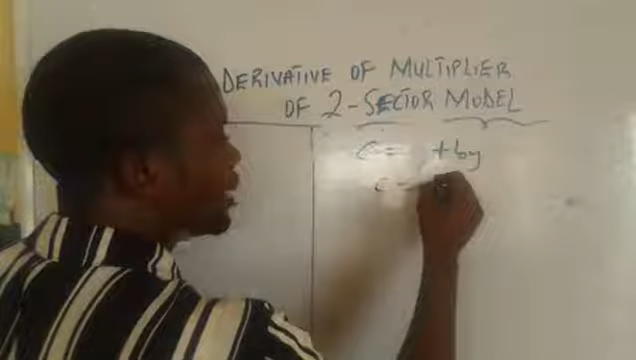 DERIVATIVE OF MULTIPLIER
OF 2-SECTOR MODEL
C = + by
C =